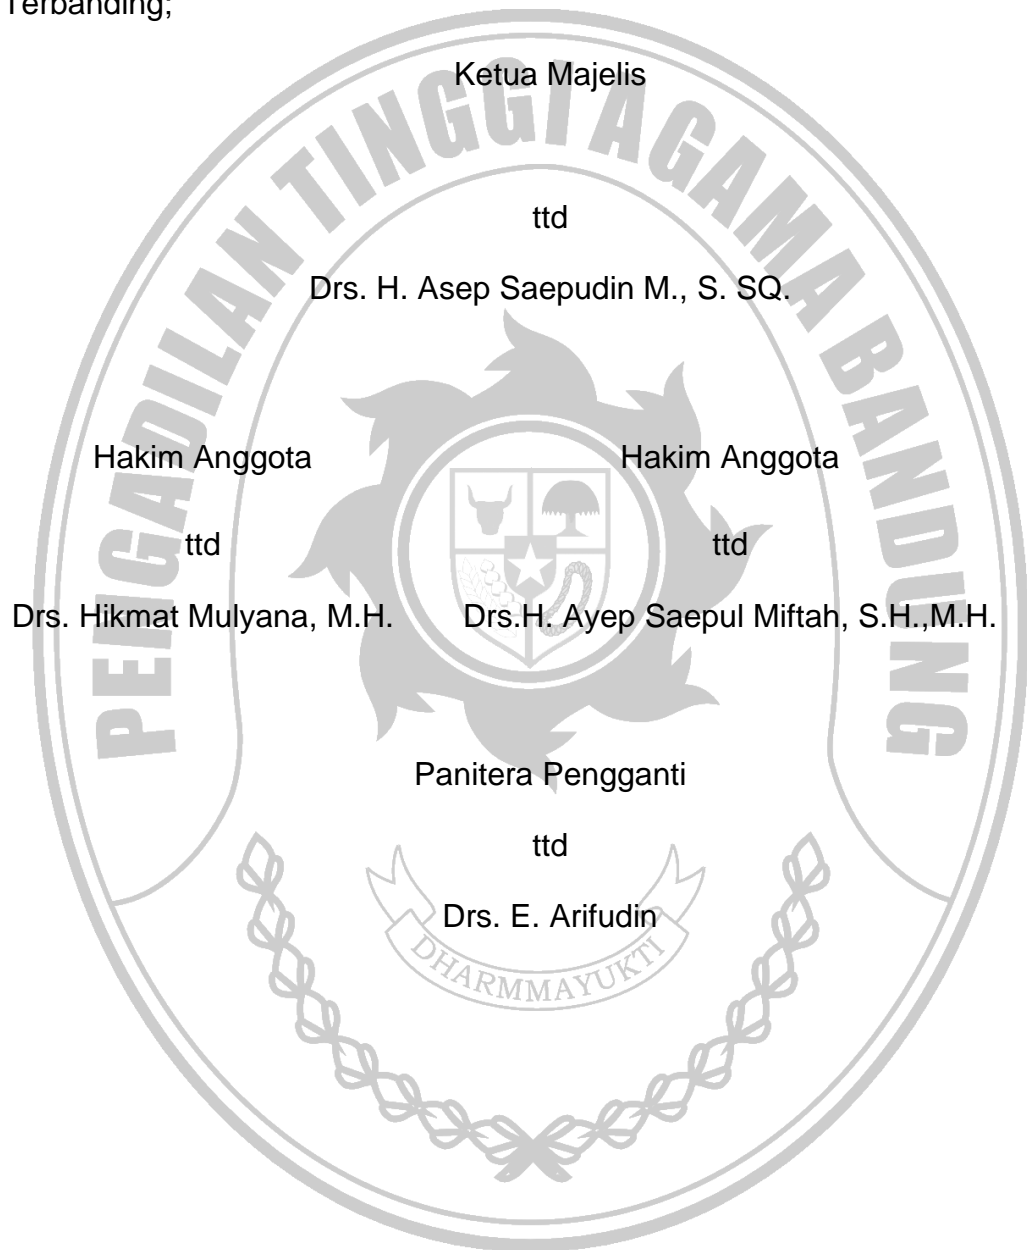 Terbanding;
Ketua Majelis
ttd
Drs. H. Asep Saepudin M., S. SQ.
Hakim Anggota Hakim Anggota
ttd ttd
Drs. Hikmat Mulyana, M.H. Drs.H. Ayep Saepul Miftah, S.H.,M.H.
Panitera Pengganti
ttd
Drs. E. Arifudin
PENGADILAN TINGGI AGAMA BANDUNG
DHARMMAYUKTI